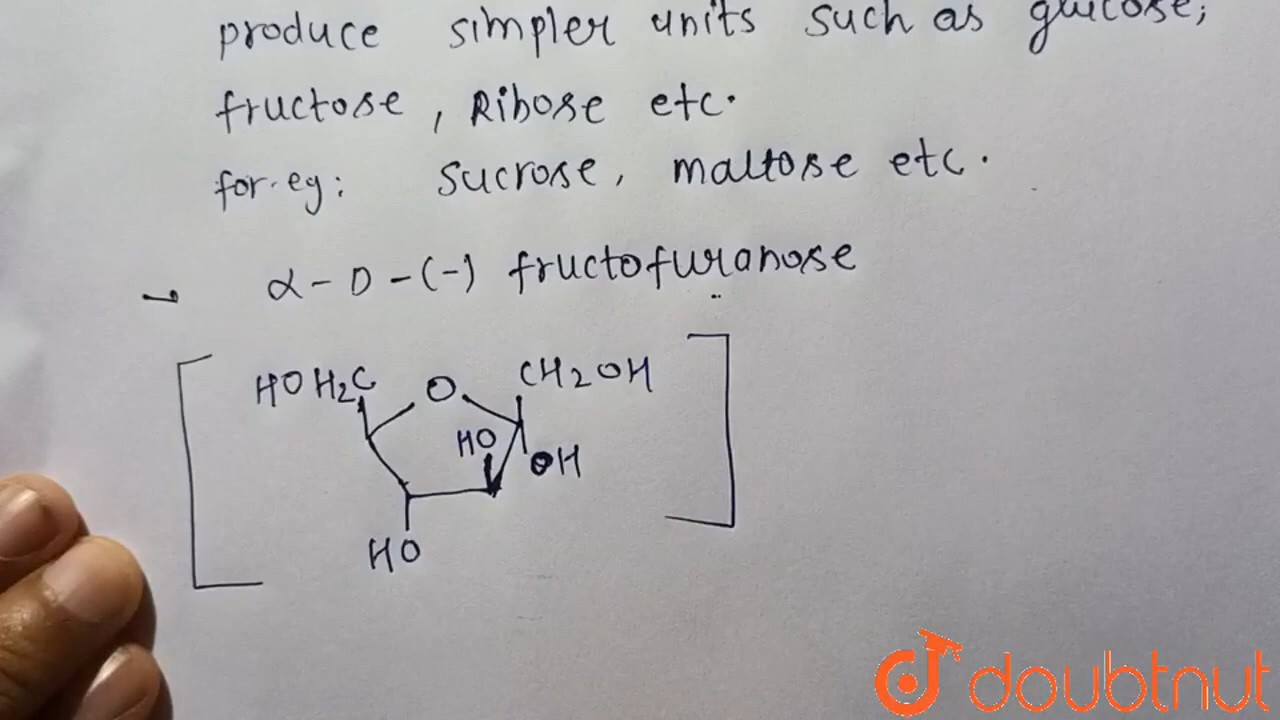 produce simpler units such as glucose,
fructose, Ribose etc.
for.eg: sucrose, maltose etc.
α-D-(-) fructofuranose
HOH₂C O CH₂OH
HO OH
HO
doubtnut